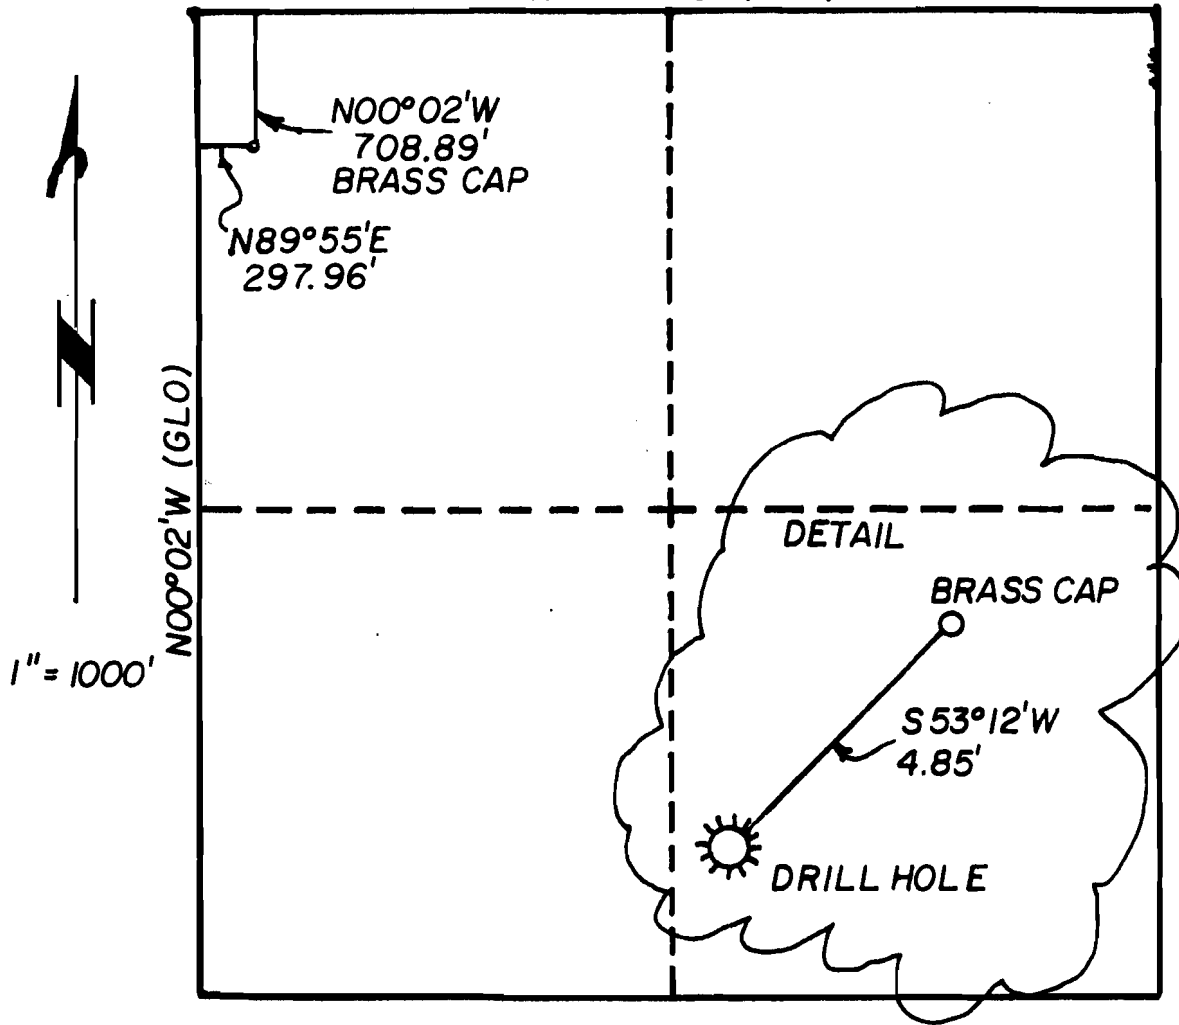 N00°02'W
708.89'
BRASS CAP
N89°55'E
297.96'
N
N00°02'W (GLO)
1"=1000'
DETAIL
BRASS CAP
S53°12'W
4.85'
DRILL HOLE